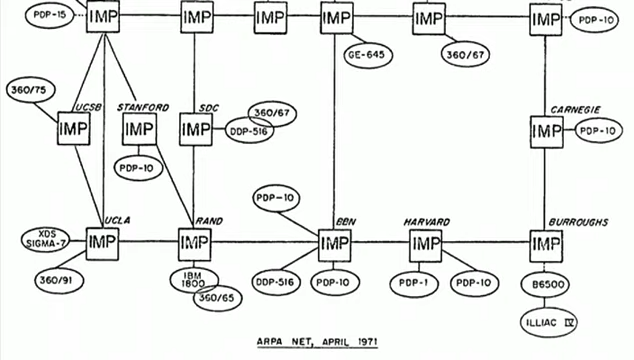 PDP-15
IMP
IMP
IMP
IMP
IMP
IMP
PDP-10
GE-645
360/67
360/75
UCSB
STANFORD
SDC
360/67
CARNEGIE
IMP
IMP
IMP
DDP-516
IMP
PDP-10
PDP-10
PDP-10
UCLA
RAND
BBN
HARVARD
BURROUGHS
XDS
SIGMA-7
IMP
IMP
IMP
IMP
IMP
360/91
IBM
1800
360/65
DDP-516
PDP-10
PDP-1
PDP-10
B6500
ILLIAC IV
ARPA NET, APRIL 1971